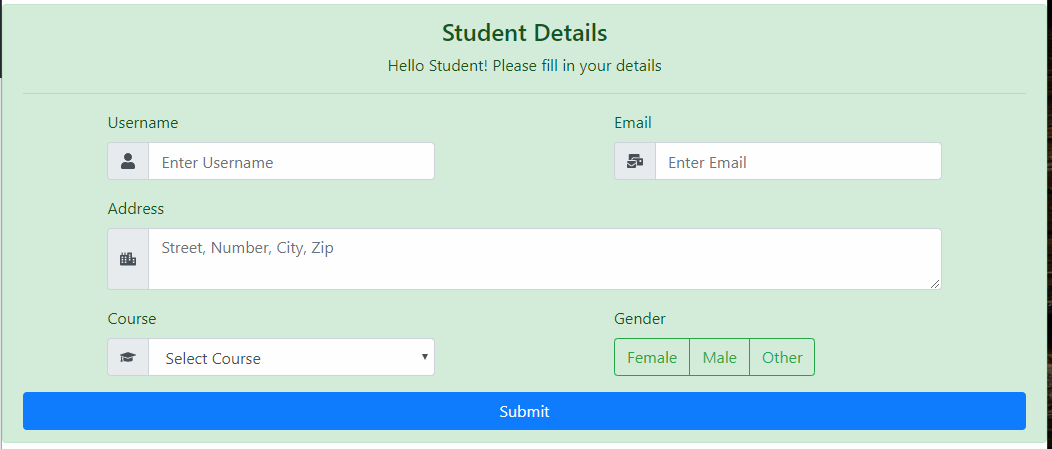 Student Details
Hello Student! Please fill in your details
Username Email
Enter Username Enter Email
Address
Street, Number, City, Zip
Course Gender
Select Course Female Male Other
Submit